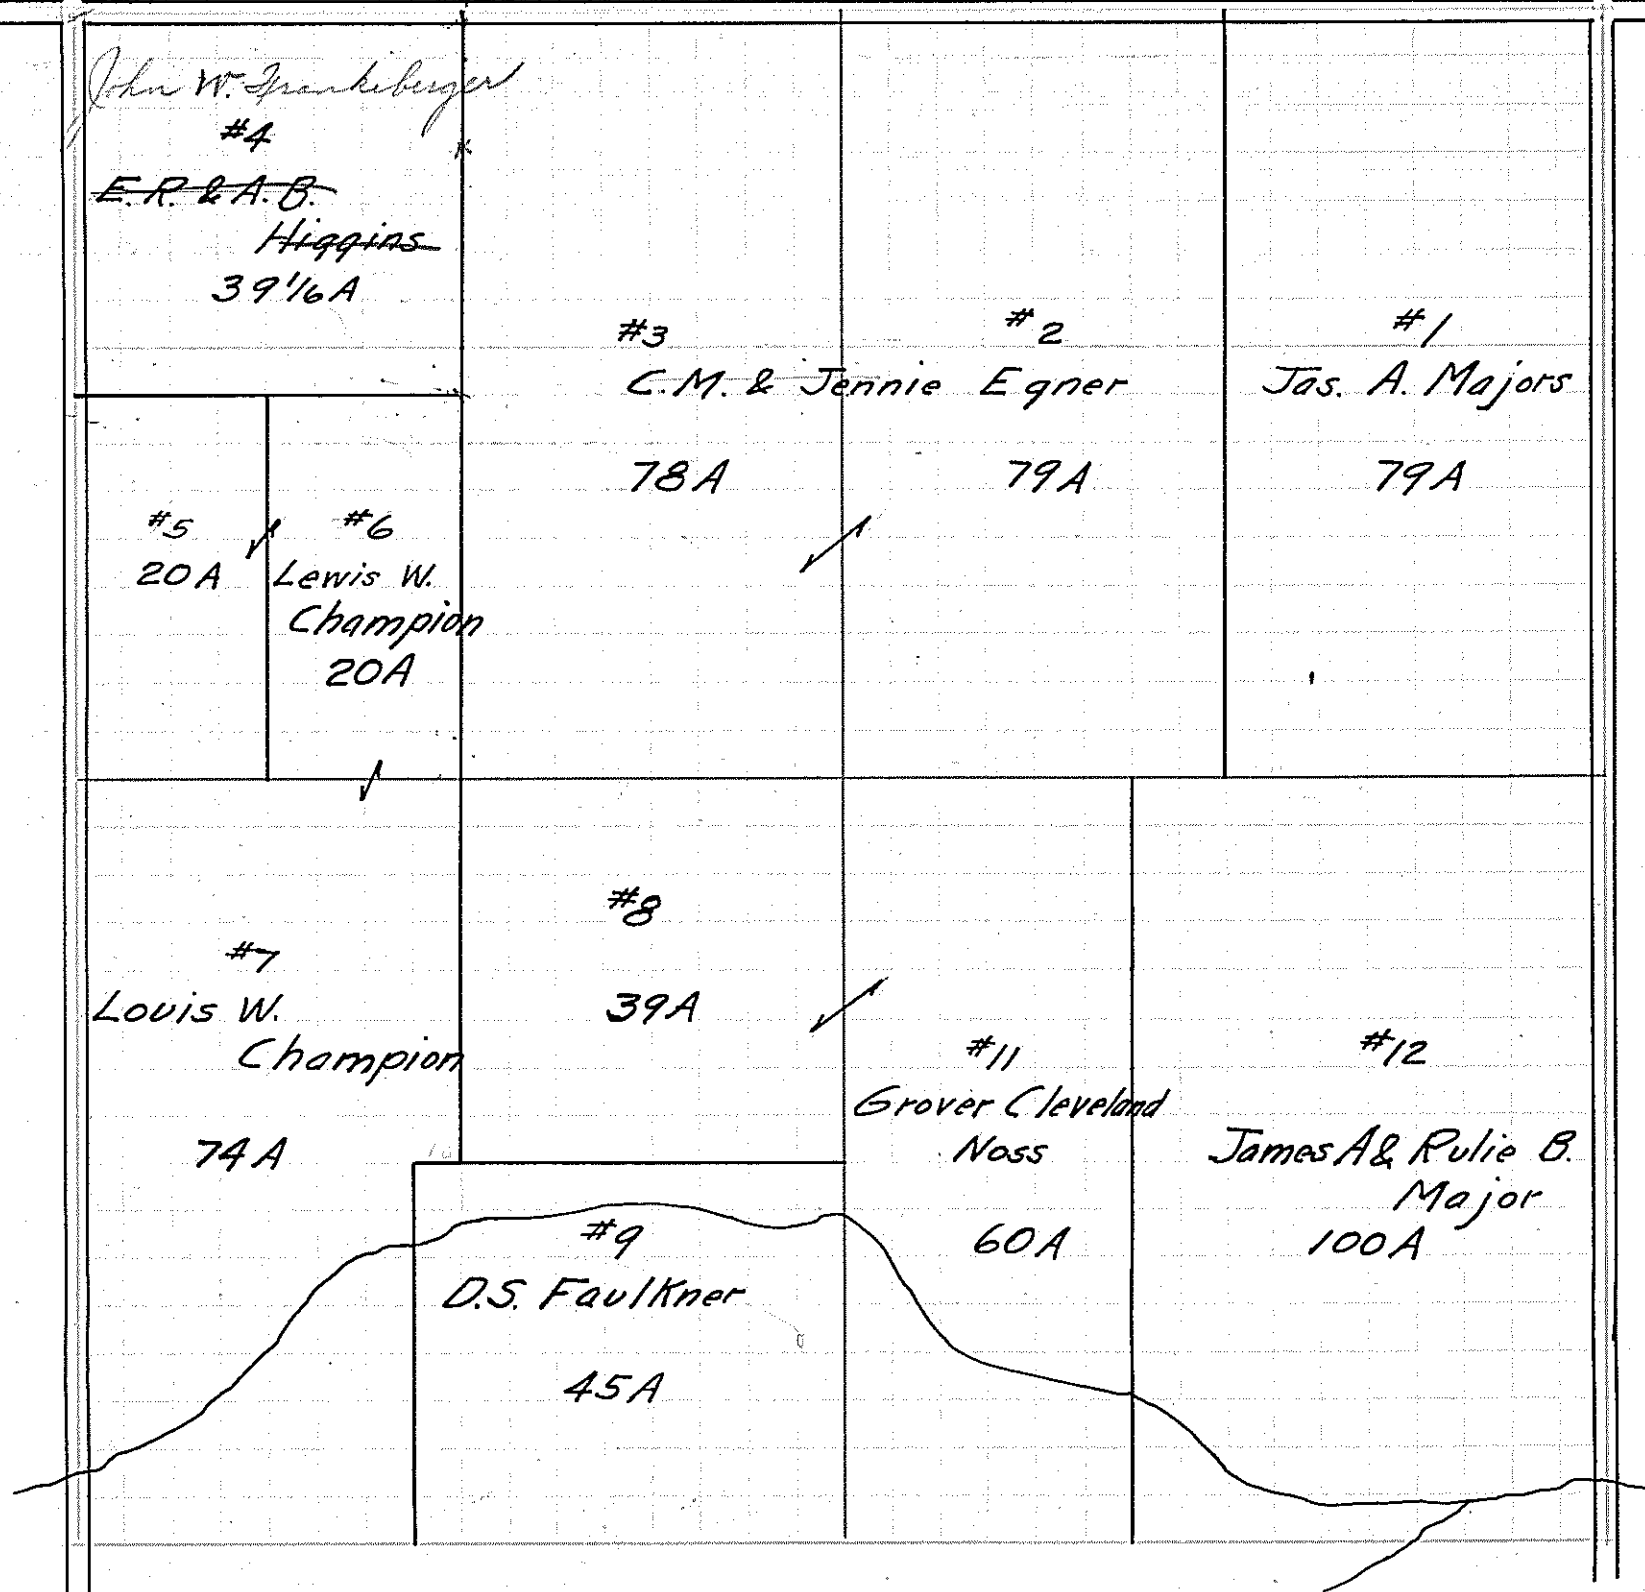 John W. Frankeberger
#4
E.R. & A.B.
Higgins
39 1/6 A
#3
C.M. & Jennie Egner
78A
#2
79A
#1
Jas. A. Majors
79A
#5
20A
#6
Lewis W.
Champion
20A
#7
Louis W.
Champion
74A
#8
39A
#9
D.S. Faulkner
45A
#11
Grover Cleveland
Noss
60A
#12
James A & Rulie B.
Major
100A